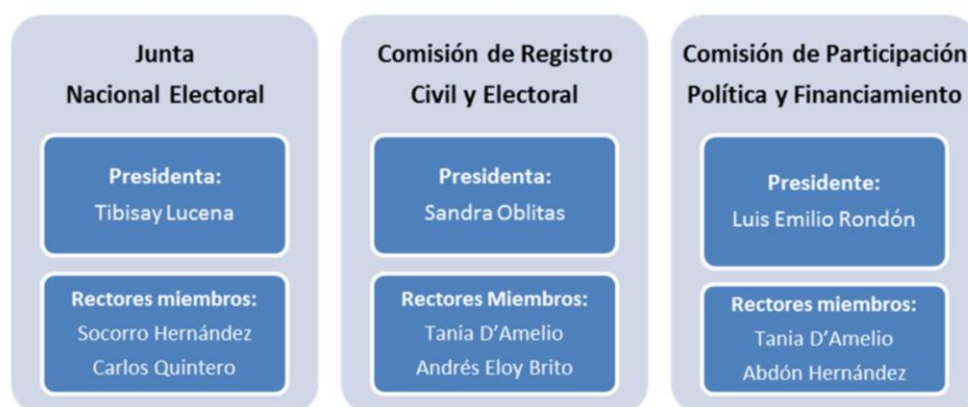 Junta
Nacional Electoral
Presidenta:
Tibisay Lucena
Rectores miembros:
Socorro Hernández
Carlos Quintero
Comisión de Registro
Civil y Electoral
Presidenta:
Sandra Oblitas
Rectores Miembros:
Tania D’Amelio
Andrés Eloy Brito
Comisión de Participación
Política y Financiamiento
Presidente:
Luis Emilio Rondón
Rectores miembros:
Tania D’Amelio
Abdón Hernández